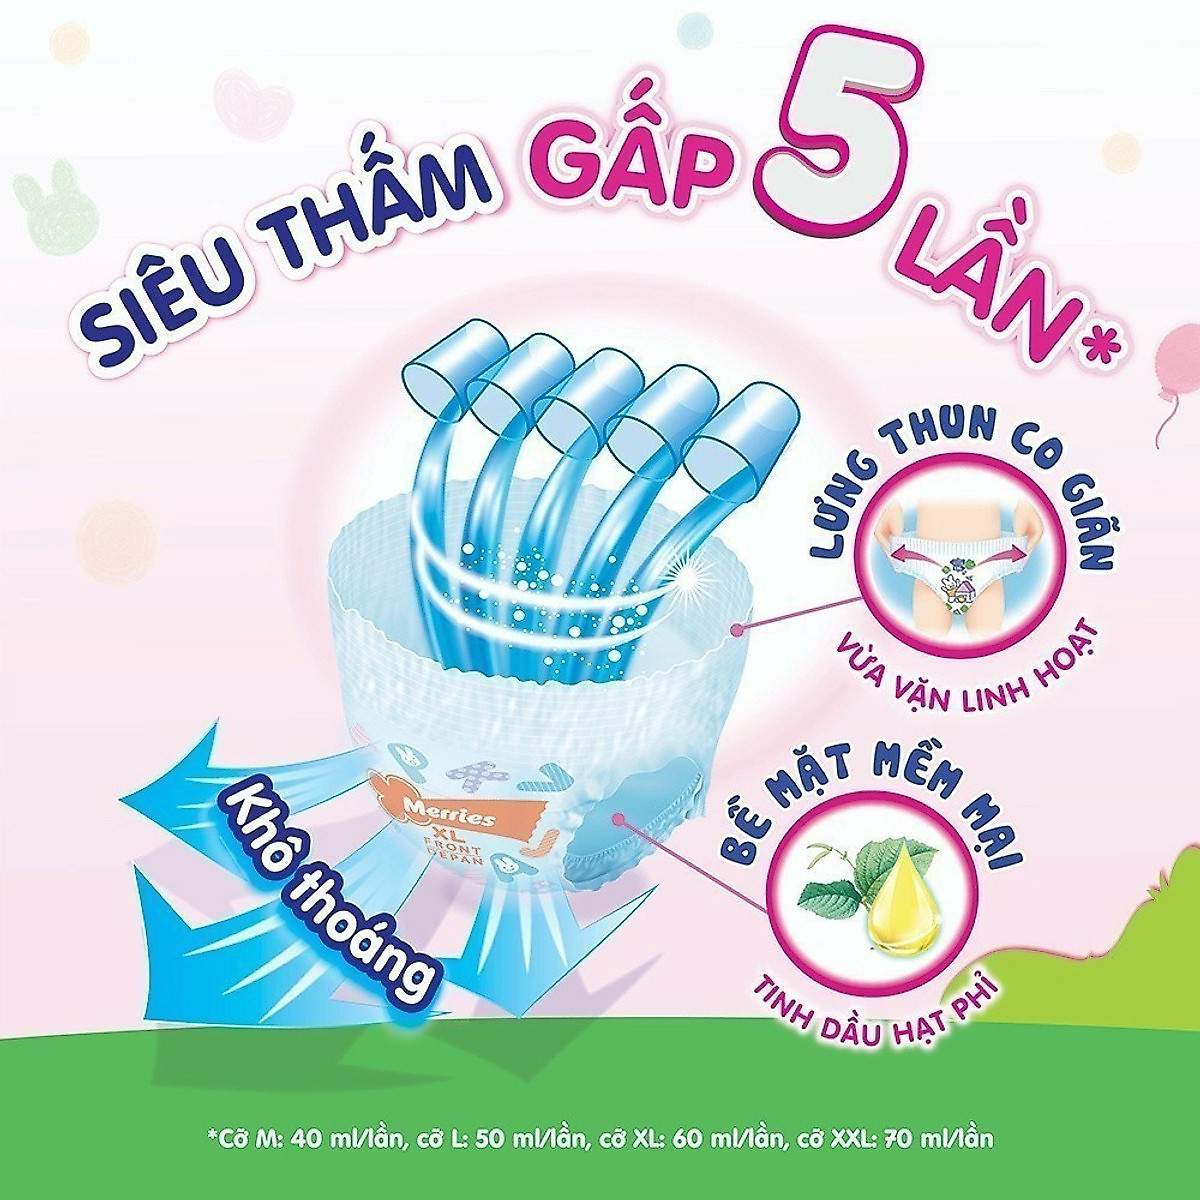 SIÊU THẤM GẤP 5 LẦN*
LƯNG THUN CO GIÃN
VỪA VẶN LINH HOẠT
BỀ MẶT MỀM MẠI
TINH DẦU HẠT PHỈ
Khô thoáng
Merries
XL
FRONT
DEPAN
*Cỡ M: 40 ml/lần, cỡ L: 50 ml/lần, cỡ XL: 60 ml/lần, cỡ XXL: 70 ml/lần